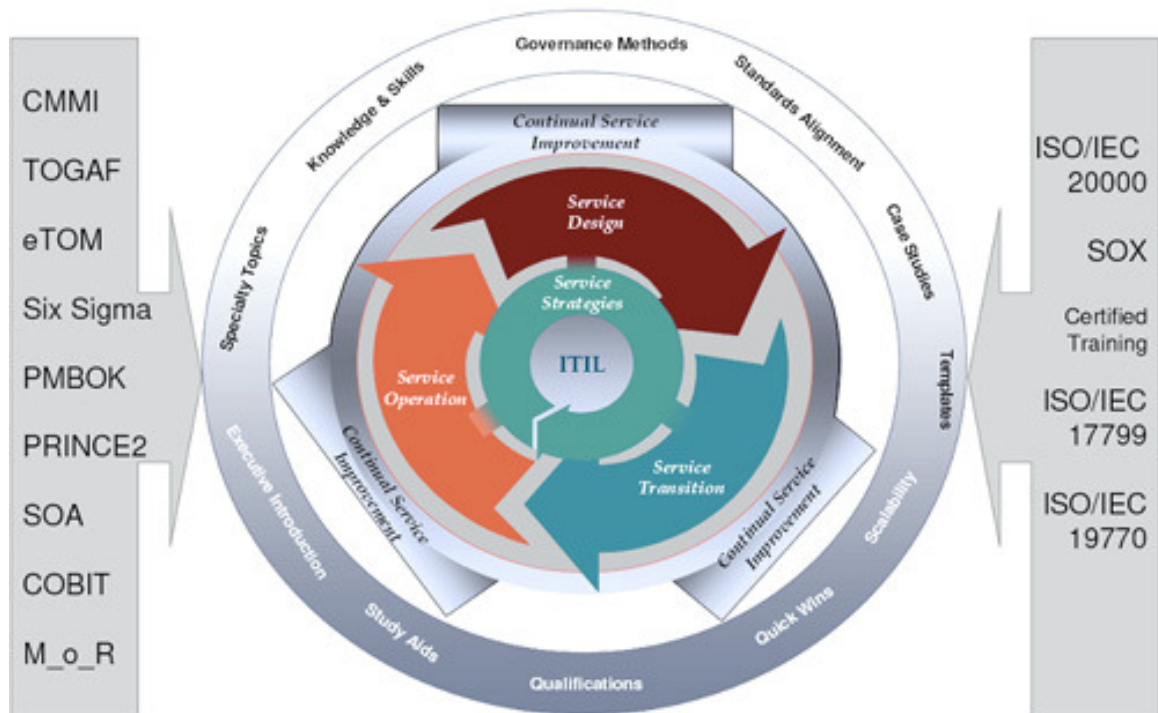 CMMI
TOGAF
eTOM
Six Sigma
PMBOK
PRINCE2
SOA
COBIT
M_o_R
Governance Methods
Standards Alignment
Case Studies
Templates
Scalability
Quick Wins
Qualifications
Study Aids
Executive Introduction
Specialty Topics
Knowledge & Skills
Continual Service
Improvement
Continual Service
Improvement
Continual Service
Improvement
Service
Design
Service
Transition
Service
Operation
Service
Strategies
ITIL
ISO/IEC
20000
SOX
Certified
Training
ISO/IEC
17799
ISO/IEC
19770